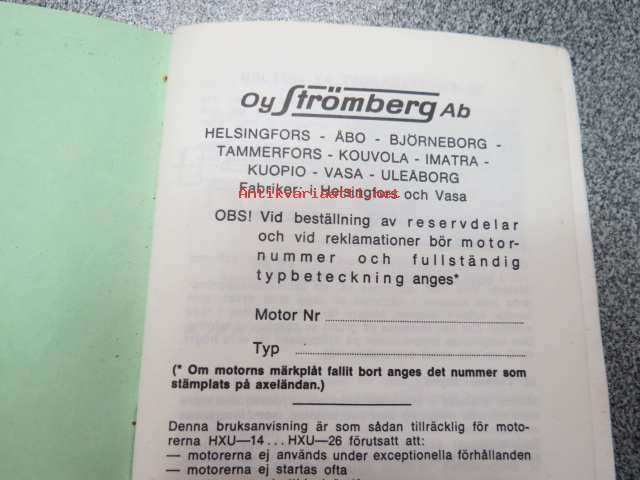 Oy Strömberg Ab
HELSINGFORS - ÅBO - BJÖRNEBORG -
TAMMERFORS - KOUVOLA - IMATRA -
KUOPIO - VASA - ULEÅBORG
Fabriker: i Helsingfors och Vasa
Antikvariaatti.net
OBS! Vid beställning av reservdelar
och vid reklamationer bör motor-
nummer och fullständig
typbeteckning anges*
Motor Nr
Typ
(* Om motorns märkplåt fallit bort anges det nummer som
stämplats på axeländan.)
Denna bruksanvisning är som sådan tillräcklig för moto-
rerna HXU—14 ... HXU—26 förutsatt att:
— motorerna ej används under exceptionella förhållanden
— motorerna ej startas ofta